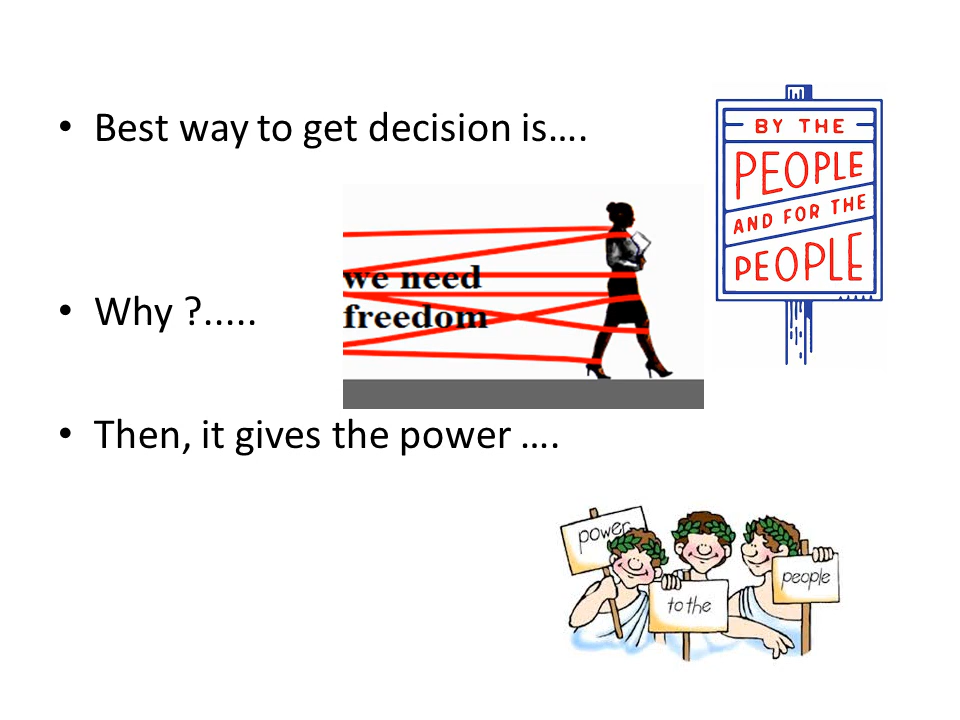 • Best way to get decision is….
BY THE
PEOPLE
AND FOR THE
PEOPLE
we need
freedom
• Why ?.....
• Then, it gives the power ….
power
to the
people